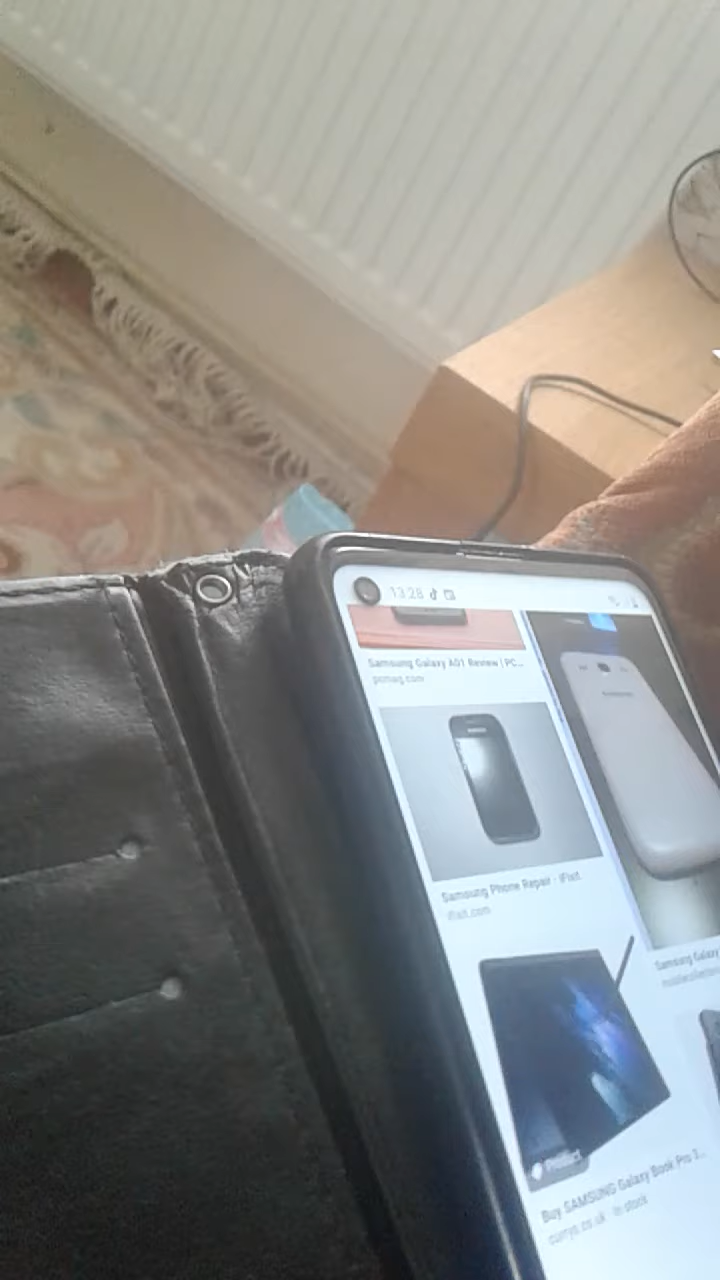 13:28
Samsung Galaxy A01 Review | PC...
pcmag.com
Samsung Phone Repair - iFixit
ifixit.com
Samsung Galaxy
Product
Buy SAMSUNG Galaxy Book Pro 3...
currys.co.uk · In stock